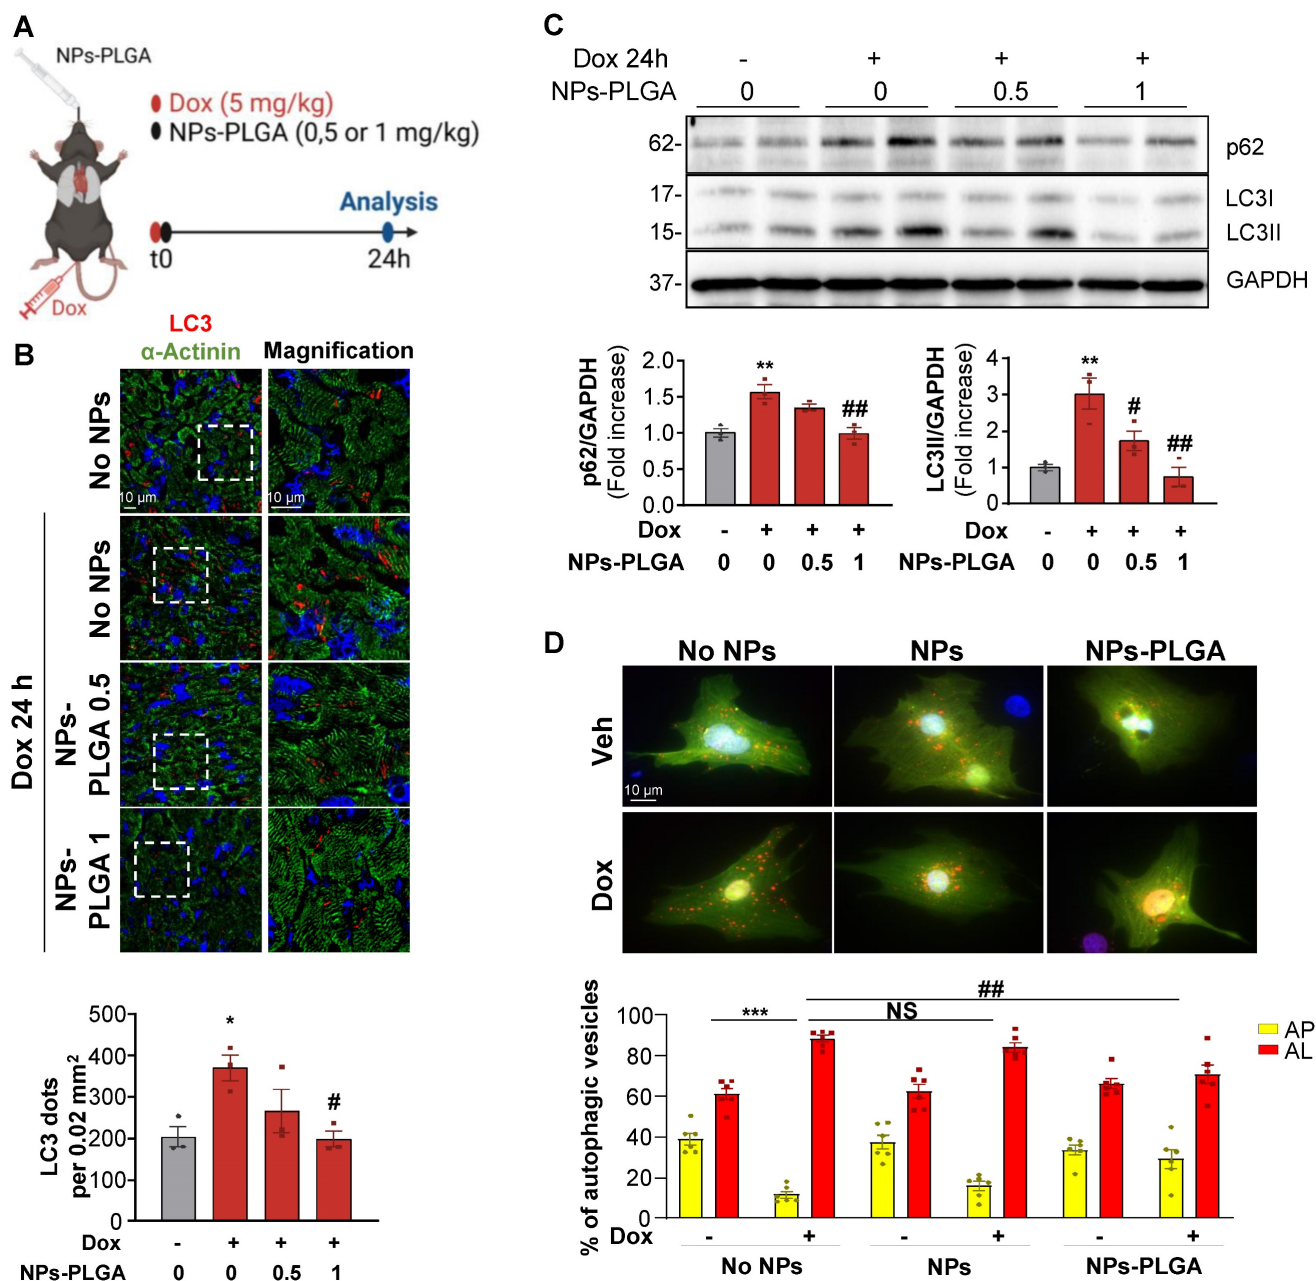 A
NPs-PLGA
Dox (5 mg/kg)
NPs-PLGA (0,5 or 1 mg/kg)
Analysis
t0
24h
Dox
B
LC3
α-Actinin
Magnification
No NPs
10 µm
10 µm
Dox 24 h
No NPs
NPs-
PLGA 0.5
NPs-
PLGA 1
LC3 dots
per 0.02 mm²
500
400
300
200
100
0
*
#
Dox - + + +
NPs-PLGA 0 0 0.5 1
C
Dox 24h - + + +
NPs-PLGA 0 0 0.5 1
62-
p62
17-
LC3I
15-
LC3II
37-
GAPDH
p62/GAPDH
(Fold increase)
2.0
1.5
1.0
0.5
0.0
**
##
Dox - + + +
NPs-PLGA 0 0 0.5 1
LC3II/GAPDH
(Fold increase)
4
3
2
1
0
**
#
##
Dox - + + +
NPs-PLGA 0 0 0.5 1
D
No NPs NPs NPs-PLGA
Veh
10 µm
Dox
% of autophagic vesicles
100
80
60
40
20
0
***
NS
##
AP
AL
Dox - + - + - +
No NPs NPs NPs-PLGA